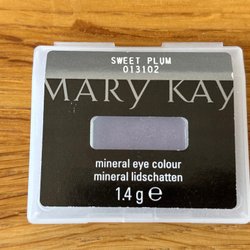 SWEET PLUM
013102
MARY KAY
mineral eye colour
mineral lidschatten
1.4 g e